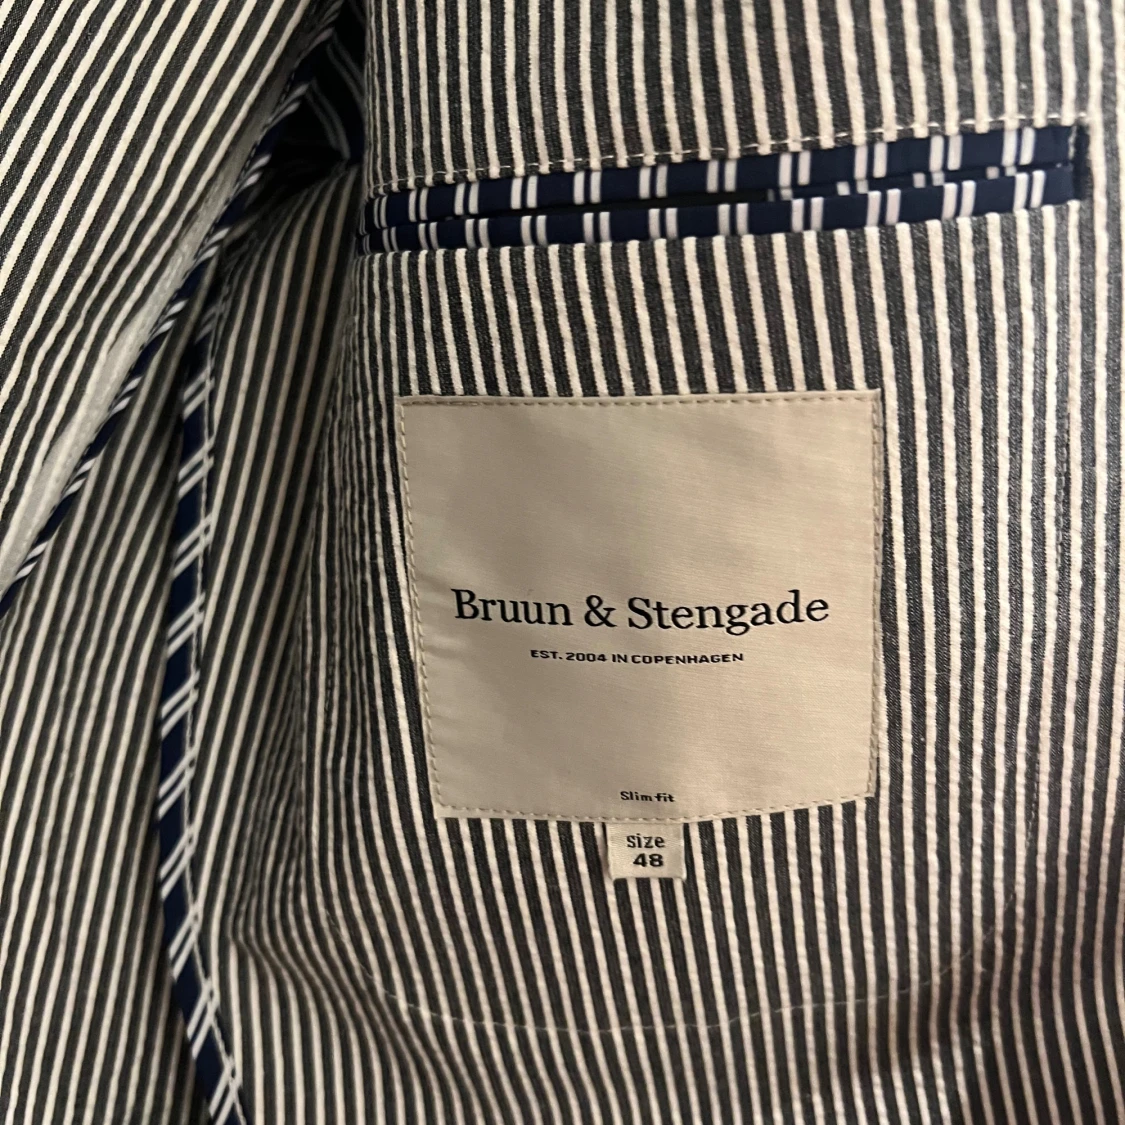 Bruun & Stengade
EST. 2004 IN COPENHAGEN
Slim fit
Size
48